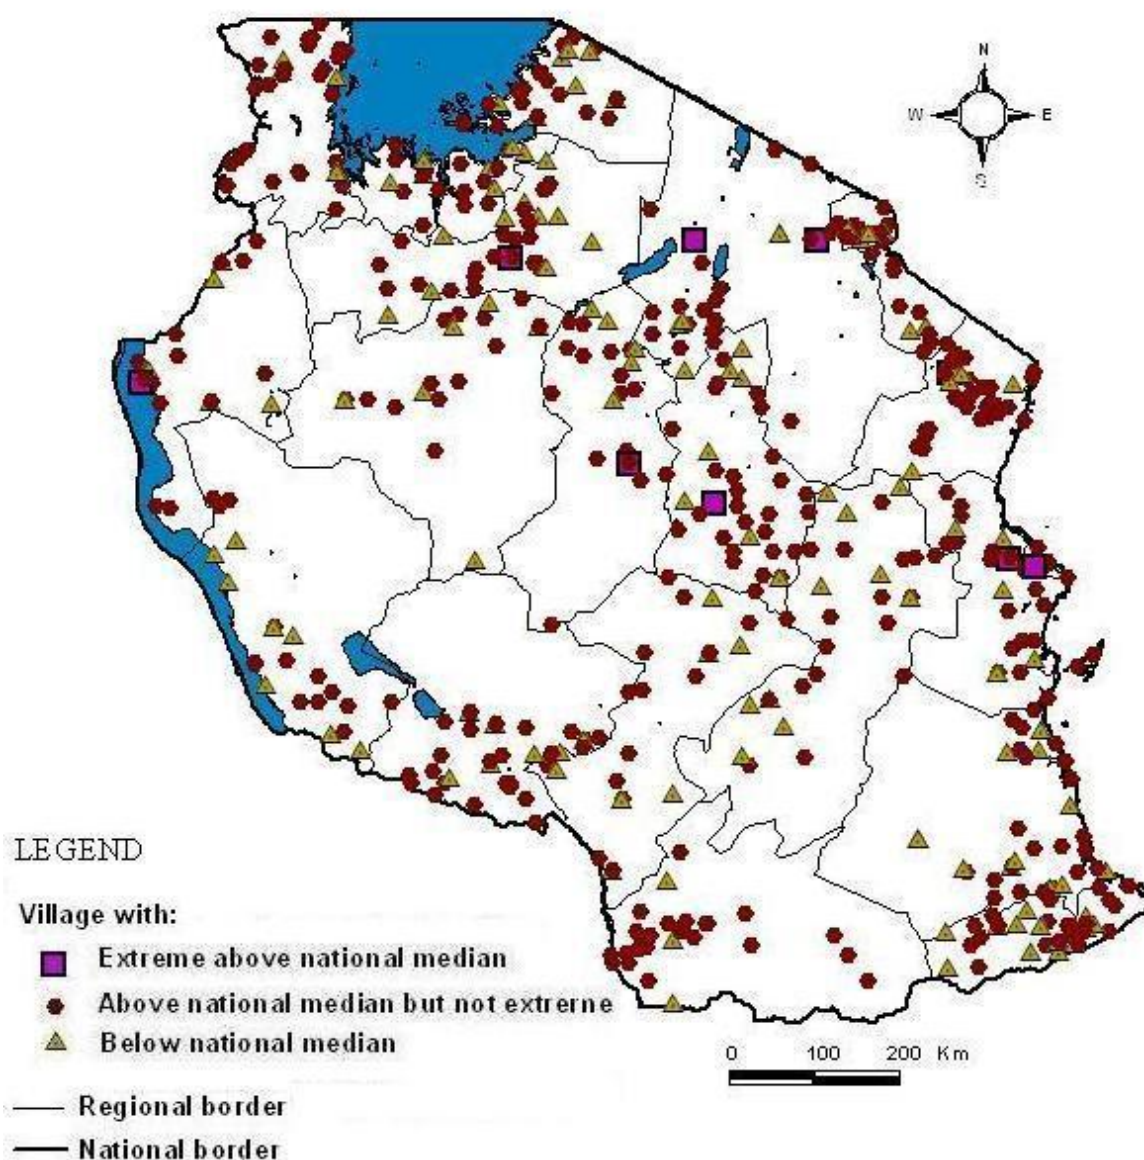 N
W E
S
LEGEND
Village with:
Extreme above national median
Above national median but not extreme
Below national median
0 100 200 Km
Regional border
National border